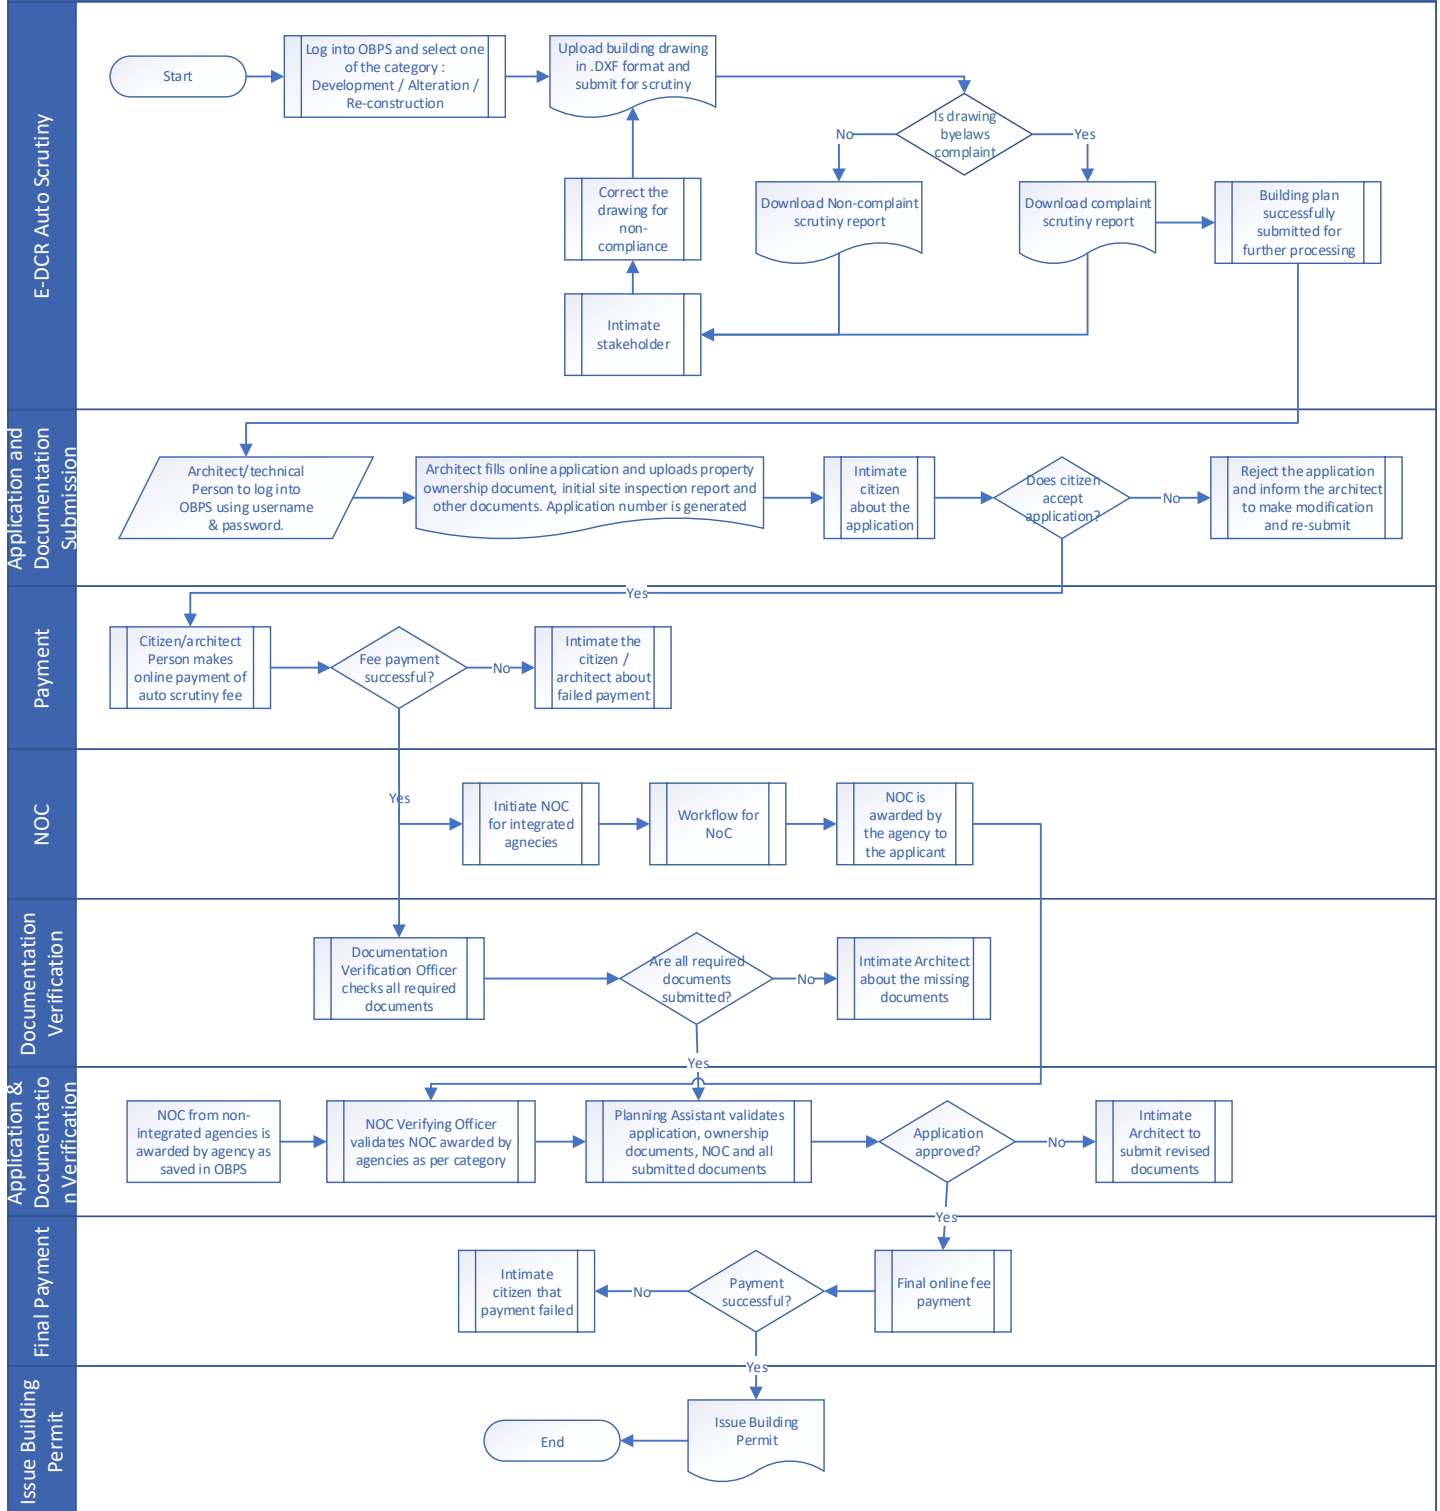 E-DCR Auto Scrutiny
Start
Log into OBPS and select one
of the category :
Development / Alteration /
Re-construction
Upload building drawing
in .DXF format and
submit for scrutiny
Is drawing
byelaws
complaint
No
Yes
Correct the
drawing for
non-
compliance
Download Non-complaint
scrutiny report
Download complaint
scrutiny report
Building plan
successfully
submitted for
further processing
Intimate
stakeholder
Application and
Documentation
Submission
Architect/technical
Person to log into
OBPS using username
& password.
Architect fills online application and uploads property
ownership document, initial site inspection report and
other documents. Application number is generated
Intimate
citizen
about the
application
Does citizen
accept
application?
No
Reject the application
and inform the architect
to make modification
and re-submit
Yes
Payment
Citizen/architect
Person makes
online payment of
auto scrutiny fee
Fee payment
successful?
No
Intimate the
citizen /
architect about
failed payment
NOC
Yes
Initiate NOC
for integrated
agnecies
Workflow for
NoC
NOC is
awarded by
the agency to
the applicant
Documentation
Verification
Documentation
Verification Officer
checks all required
documents
Are all required
documents
submitted?
No
Intimate Architect
about the missing
documents
Yes
Application &
Documentatio
n Verification
NOC from non-
integrated agencies is
awarded by agency as
saved in OBPS
NOC Verifying Officer
validates NOC awarded by
agencies as per category
Planning Assistant validates
application, ownership
documents, NOC and all
submitted documents
Application
approved?
No
Intimate
Architect to
submit revised
documents
Yes
Final Payment
Intimate
citizen that
payment failed
No
Payment
successful?
Final online fee
payment
Yes
Issue Building
Permit
End
Issue Building
Permit